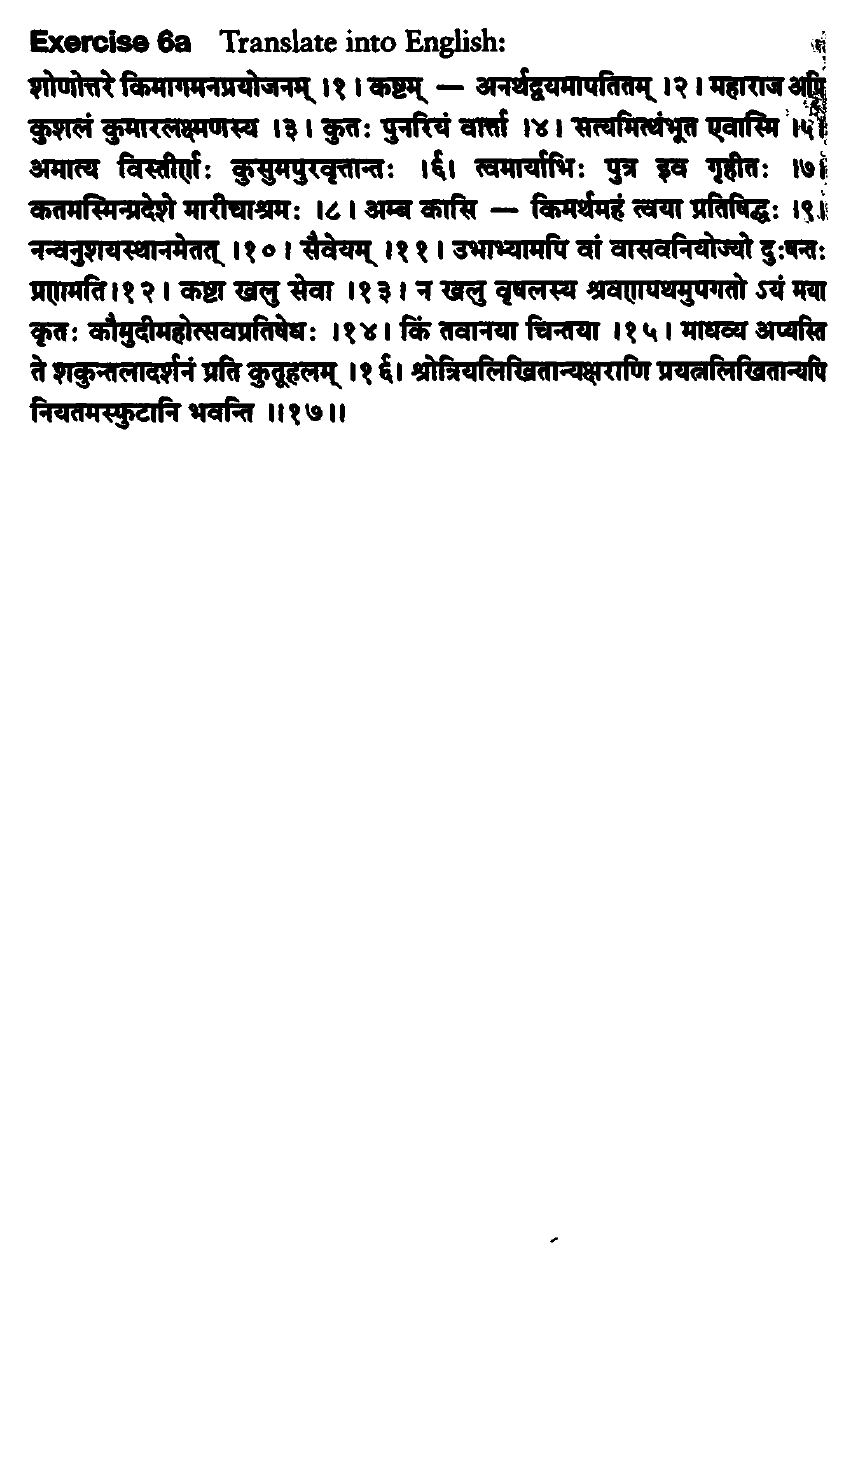 Exercise 6a Translate into English:
शोणोत्तरे किमागमनप्रयोजनम् ।१। कष्टम् — अनर्थद्वयमापतितम् ।२। महाराज अपि
कुशलं कुमारलक्ष्मणस्य ।३। कुतः पुनरियं वार्त्ता ।४। सत्यमित्थंभूत एवास्मि ।५।
अमात्य विस्तीर्णः कुसुमपुरवृत्तान्तः ।६। त्वमार्याभिः पुत्र इव गृहीतः ।७।
कतमस्मिन्प्रदेशे मारीचाश्रमः ।८। अम्ब कासि — किमर्थमहं त्वया प्रतिषिद्धः ।९।
नन्वनुशयस्थानमेतत् ।१०। सैवेयम् ।११। उभाभ्यामपि वां वासवनियोज्यो दुःषन्तः
प्रणमति।१२। कष्टा खलु सेवा ।१३। न खलु वृषलस्य श्रवणपथमुपगतो ऽयं मया
कृतः कौमुदीमहोत्सवप्रतिषेधः ।१४। किं तवानया चिन्तया ।१५। माधव्य अप्यस्ति
ते शकुन्तलादर्शनं प्रति कुतूहलम् ।१६। श्रोत्रियलिखितान्यक्षराणि प्रयत्नलिखितान्यपि
नियतमस्फुटानि भवन्ति ॥१७॥